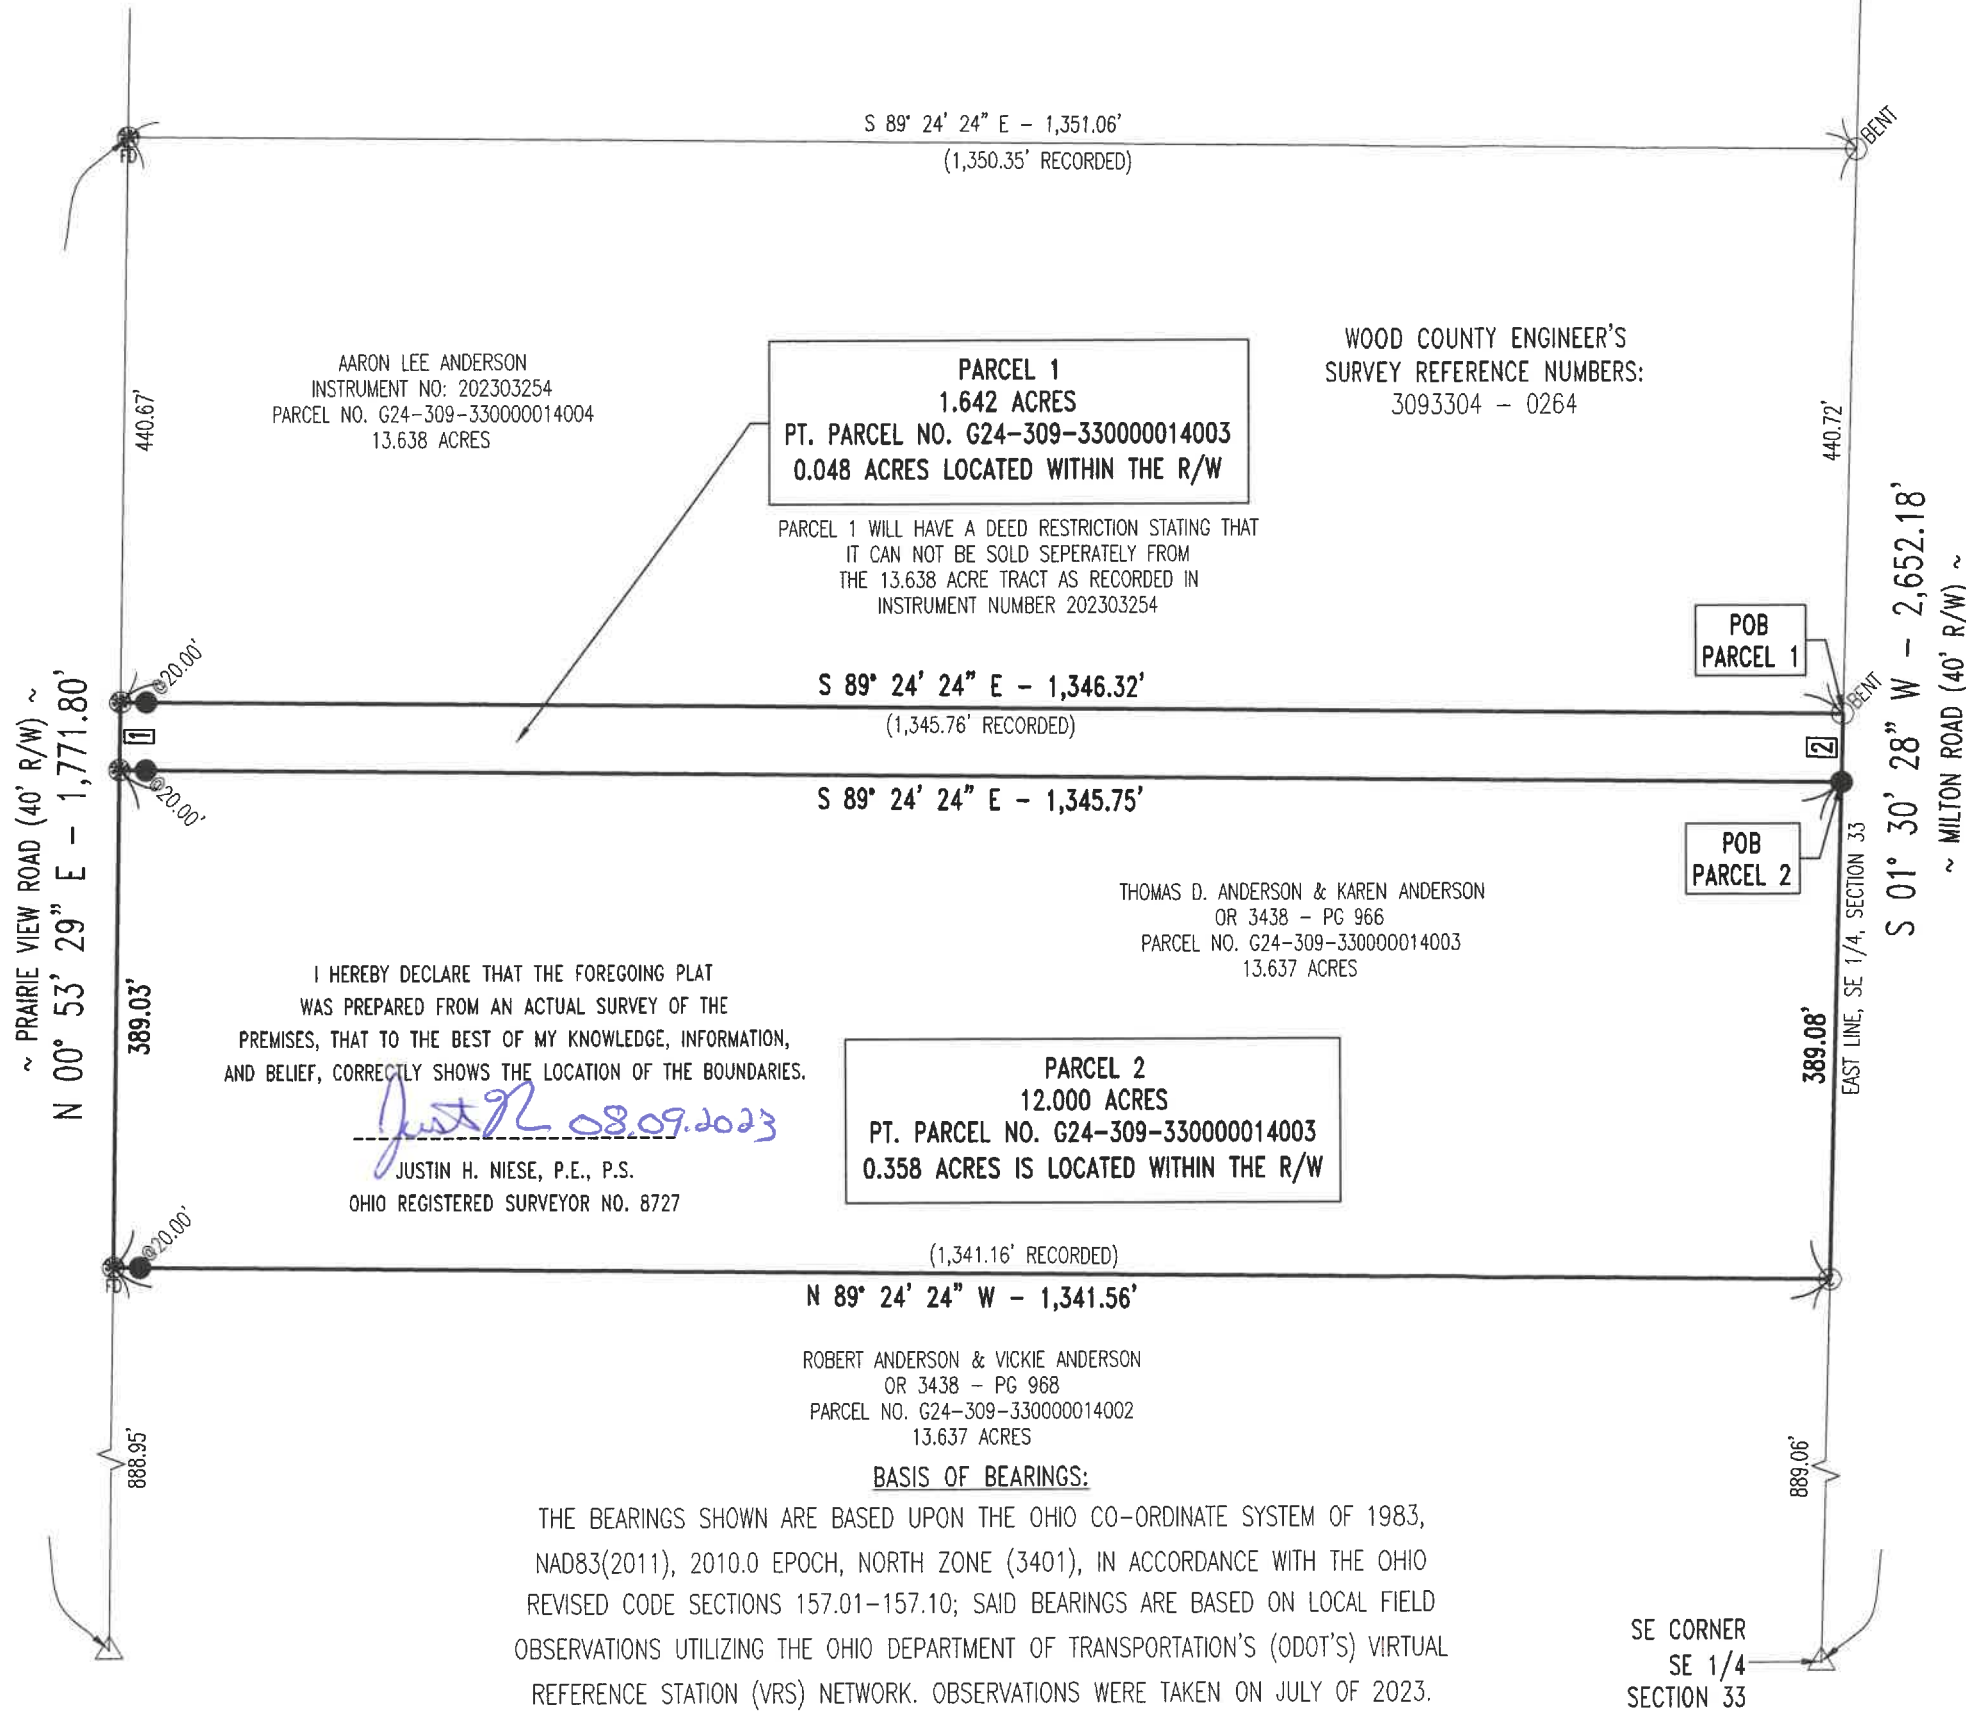 S 89° 24' 24" E – 1,351.06'
(1,350.35' RECORDED)
FD
BENT
440.67'
AARON LEE ANDERSON
INSTRUMENT NO: 202303254
PARCEL NO. G24–309–330000014004
13.638 ACRES
PARCEL 1
1.642 ACRES
PT. PARCEL NO. G24–309–330000014003
0.048 ACRES LOCATED WITHIN THE R/W
WOOD COUNTY ENGINEER'S
SURVEY REFERENCE NUMBERS:
3093304 – 0264
440.72'
PARCEL 1 WILL HAVE A DEED RESTRICTION STATING THAT
IT CAN NOT BE SOLD SEPERATELY FROM
THE 13.638 ACRE TRACT AS RECORDED IN
INSTRUMENT NUMBER 202303254
POB
PARCEL 1
~ PRAIRIE VIEW ROAD (40' R/W) ~
N 00° 53' 29" E – 1,771.80'
S 01° 30' 28" W – 2,652.18'
~ MILTON ROAD (40' R/W) ~
@20.00'
S 89° 24' 24" E – 1,346.32'
(1,345.76' RECORDED)
BENT
1
2
@20.00'
S 89° 24' 24" E – 1,345.75'
POB
PARCEL 2
EAST LINE, SE 1/4, SECTION 33
THOMAS D. ANDERSON & KAREN ANDERSON
OR 3438 – PG 966
PARCEL NO. G24–309–330000014003
13.637 ACRES
389.03'
I HEREBY DECLARE THAT THE FOREGOING PLAT
WAS PREPARED FROM AN ACTUAL SURVEY OF THE
PREMISES, THAT TO THE BEST OF MY KNOWLEDGE, INFORMATION,
AND BELIEF, CORRECTLY SHOWS THE LOCATION OF THE BOUNDARIES.
08.09.2023
JUSTIN H. NIESE, P.E., P.S.
OHIO REGISTERED SURVEYOR NO. 8727
PARCEL 2
12.000 ACRES
PT. PARCEL NO. G24–309–330000014003
0.358 ACRES IS LOCATED WITHIN THE R/W
389.08'
@20.00'
FD
(1,341.16' RECORDED)
N 89° 24' 24" W – 1,341.56'
ROBERT ANDERSON & VICKIE ANDERSON
OR 3438 – PG 968
PARCEL NO. G24–309–330000014002
13.637 ACRES
888.95'
889.06'
BASIS OF BEARINGS:
THE BEARINGS SHOWN ARE BASED UPON THE OHIO CO–ORDINATE SYSTEM OF 1983,
NAD83(2011), 2010.0 EPOCH, NORTH ZONE (3401), IN ACCORDANCE WITH THE OHIO
REVISED CODE SECTIONS 157.01–157.10; SAID BEARINGS ARE BASED ON LOCAL FIELD
OBSERVATIONS UTILIZING THE OHIO DEPARTMENT OF TRANSPORTATION'S (ODOT'S) VIRTUAL
REFERENCE STATION (VRS) NETWORK. OBSERVATIONS WERE TAKEN ON JULY OF 2023.
SE CORNER
SE 1/4
SECTION 33